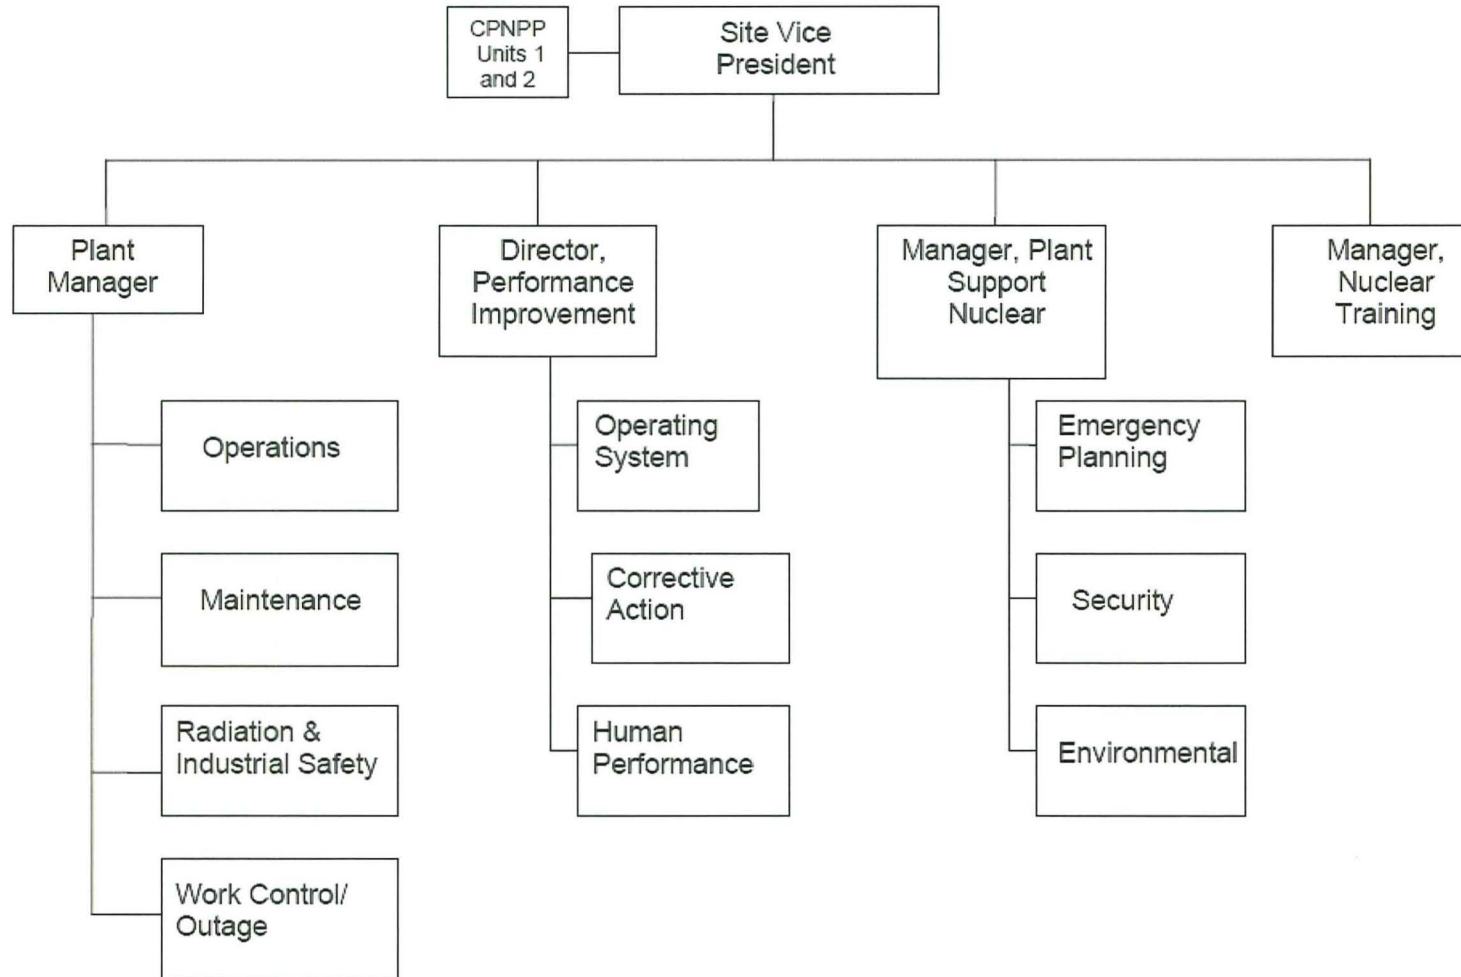 CPNPP
Units 1
and 2
Site Vice
President
Plant
Manager
Director,
Performance
Improvement
Manager, Plant
Support
Nuclear
Manager,
Nuclear
Training
Operations
Operating
System
Emergency
Planning
Maintenance
Corrective
Action
Security
Radiation &
Industrial Safety
Human
Performance
Environmental
Work Control/
Outage